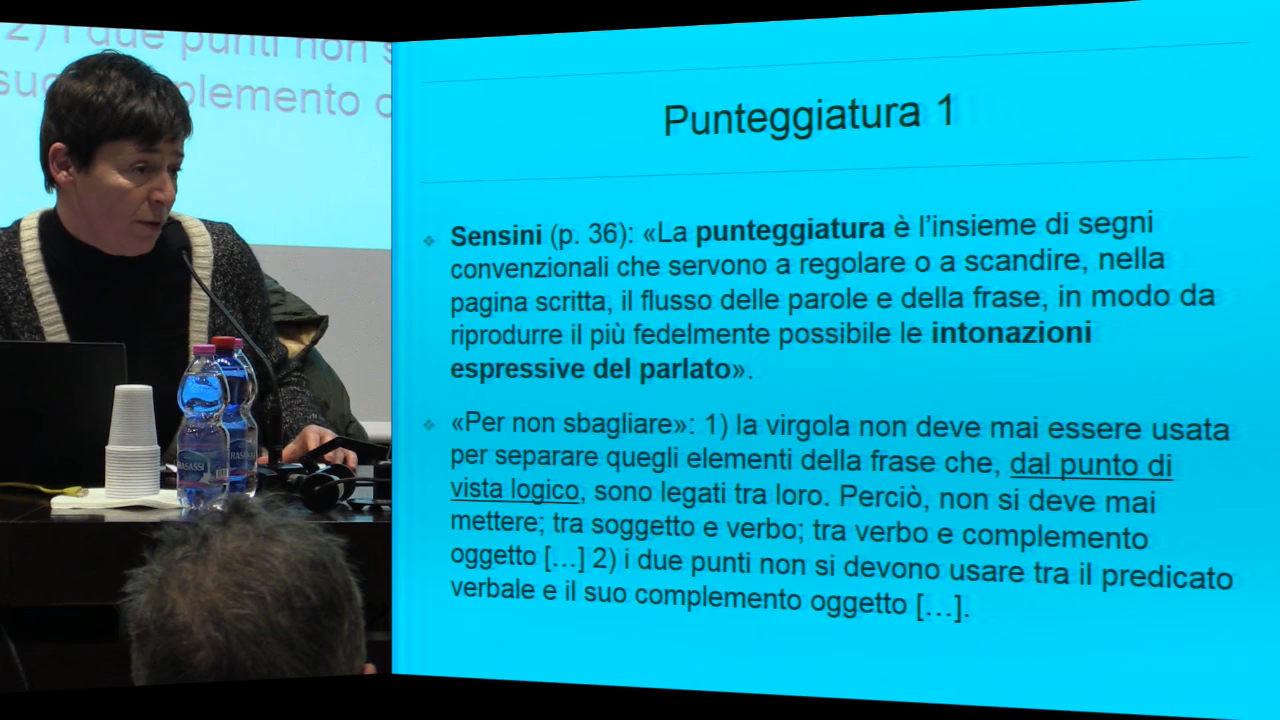 2) i due punti non s
suo complemento o
Punteggiatura 1
Sensini (p. 36): «La punteggiatura è l’insieme di segni
convenzionali che servono a regolare o a scandire, nella
pagina scritta, il flusso delle parole e della frase, in modo da
riprodurre il più fedelmente possibile le intonazioni
espressive del parlato».
«Per non sbagliare»: 1) la virgola non deve mai essere usata
per separare quegli elementi della frase che, dal punto di
vista logico, sono legati tra loro. Perciò, non si deve mai
mettere; tra soggetto e verbo; tra verbo e complemento
oggetto […] 2) i due punti non si devono usare tra il predicato
verbale e il suo complemento oggetto […].
RASASSI
RASASSI